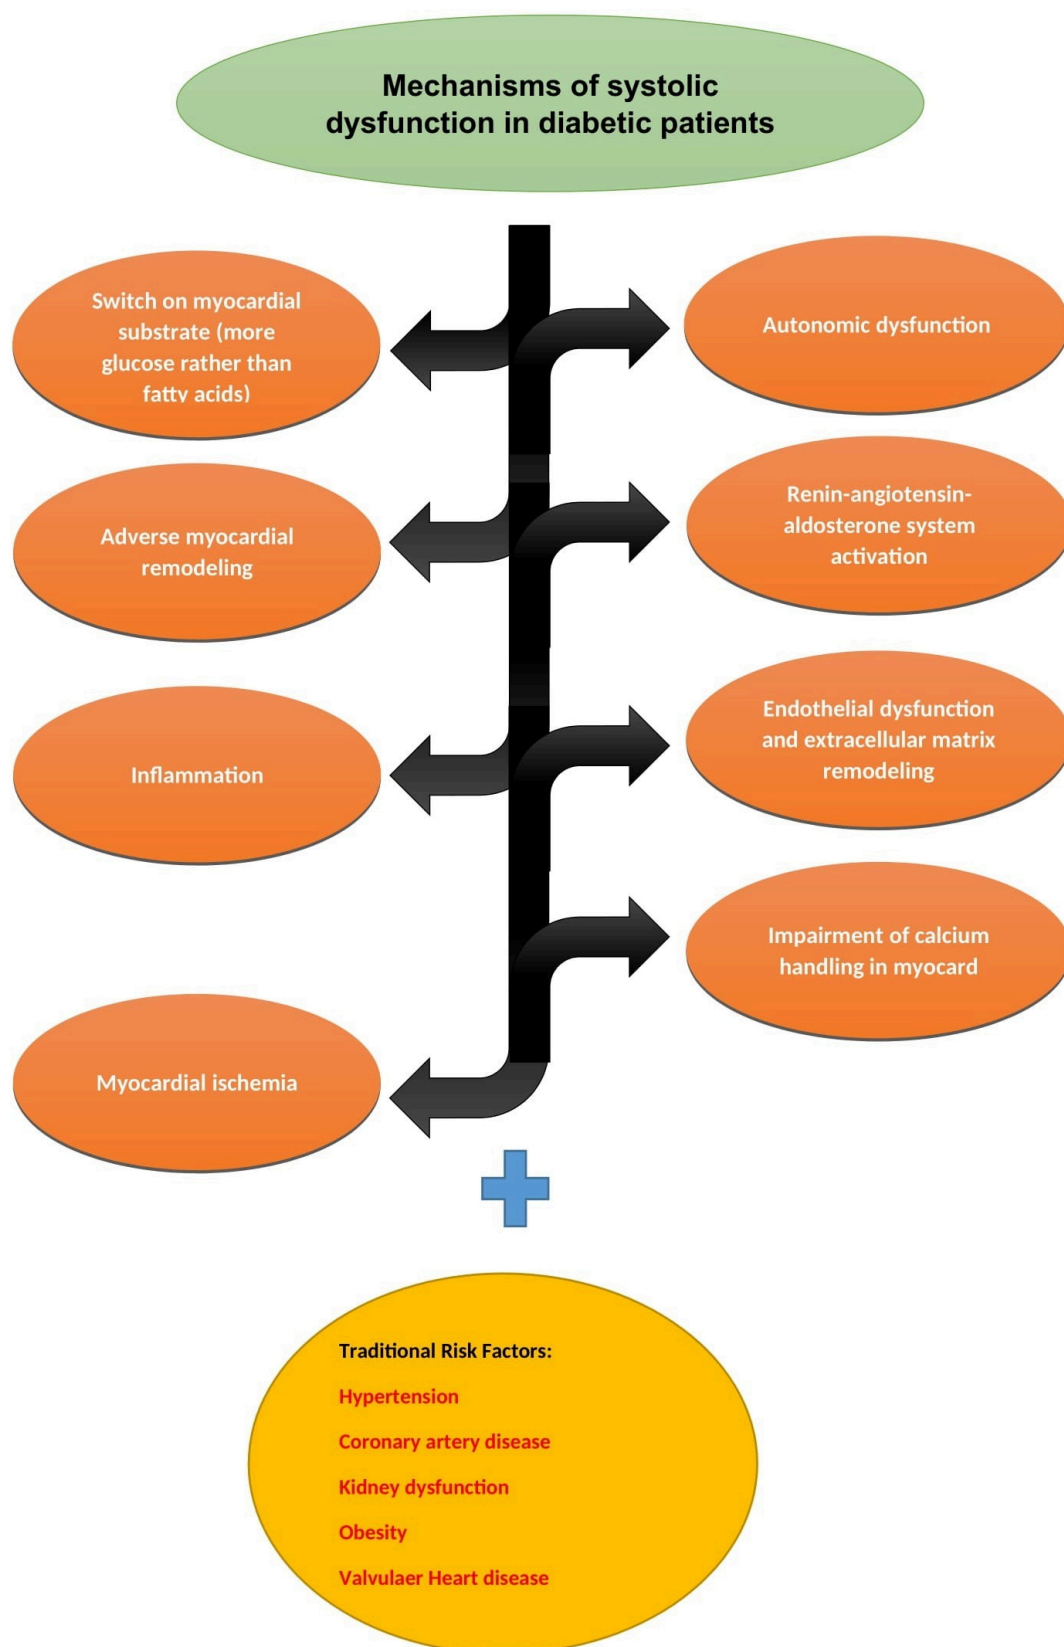 Mechanisms of systolic
dysfunction in diabetic patients
Switch on myocardial
substrate (more
glucose rather than
fatty acids)
Autonomic dysfunction
Adverse myocardial
remodeling
Renin-angiotensin-
aldosterone system
activation
Inflammation
Endothelial dysfunction
and extracellular matrix
remodeling
Impairment of calcium
handling in myocard
Myocardial ischemia
Traditional Risk Factors:
Hypertension
Coronary artery disease
Kidney dysfunction
Obesity
Valvulaer Heart disease